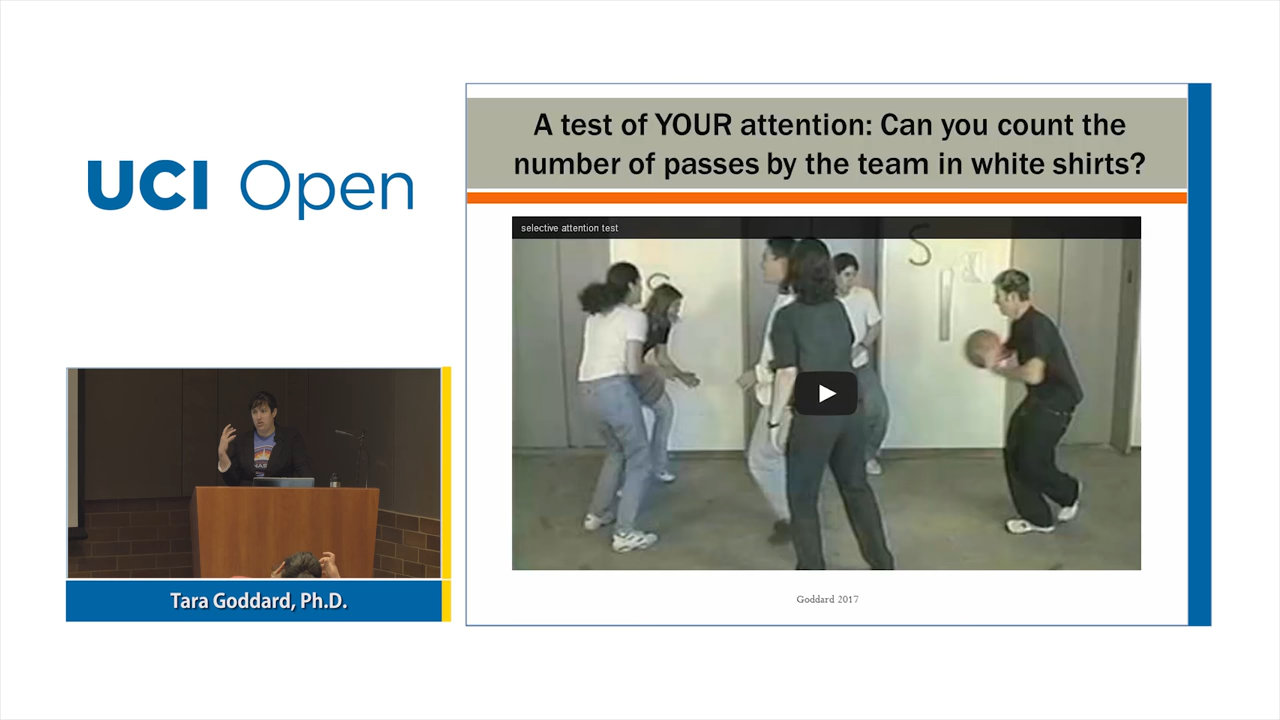 UCI Open
A test of YOUR attention: Can you count the
number of passes by the team in white shirts?
selective attention test
S
S
Tara Goddard, Ph.D.
Goddard 2017